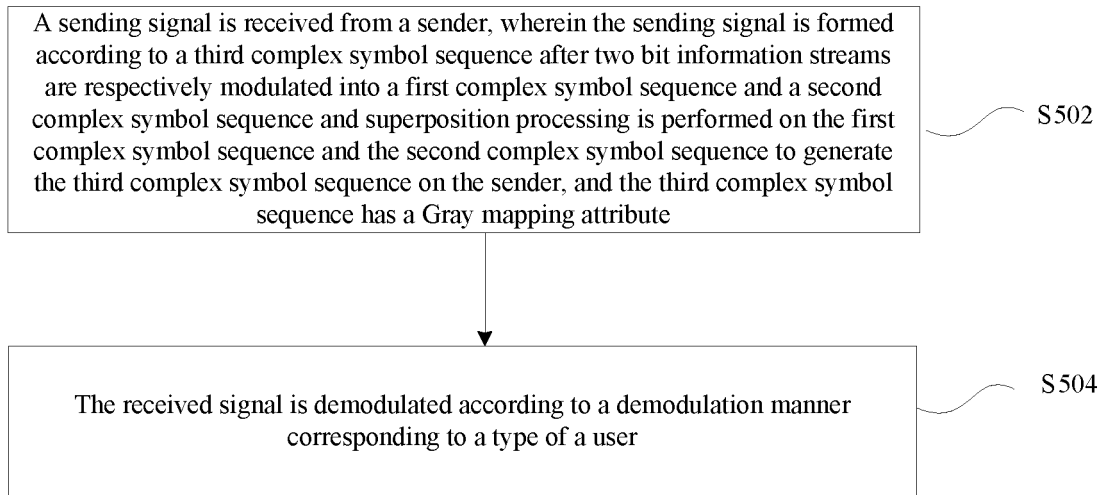 A sending signal is received from a sender, wherein the sending signal is formed
according to a third complex symbol sequence after two bit information streams
are respectively modulated into a first complex symbol sequence and a second
complex symbol sequence and superposition processing is performed on the first
complex symbol sequence and the second complex symbol sequence to generate
the third complex symbol sequence on the sender, and the third complex symbol
sequence has a Gray mapping attribute
S502
The received signal is demodulated according to a demodulation manner
corresponding to a type of a user
S504